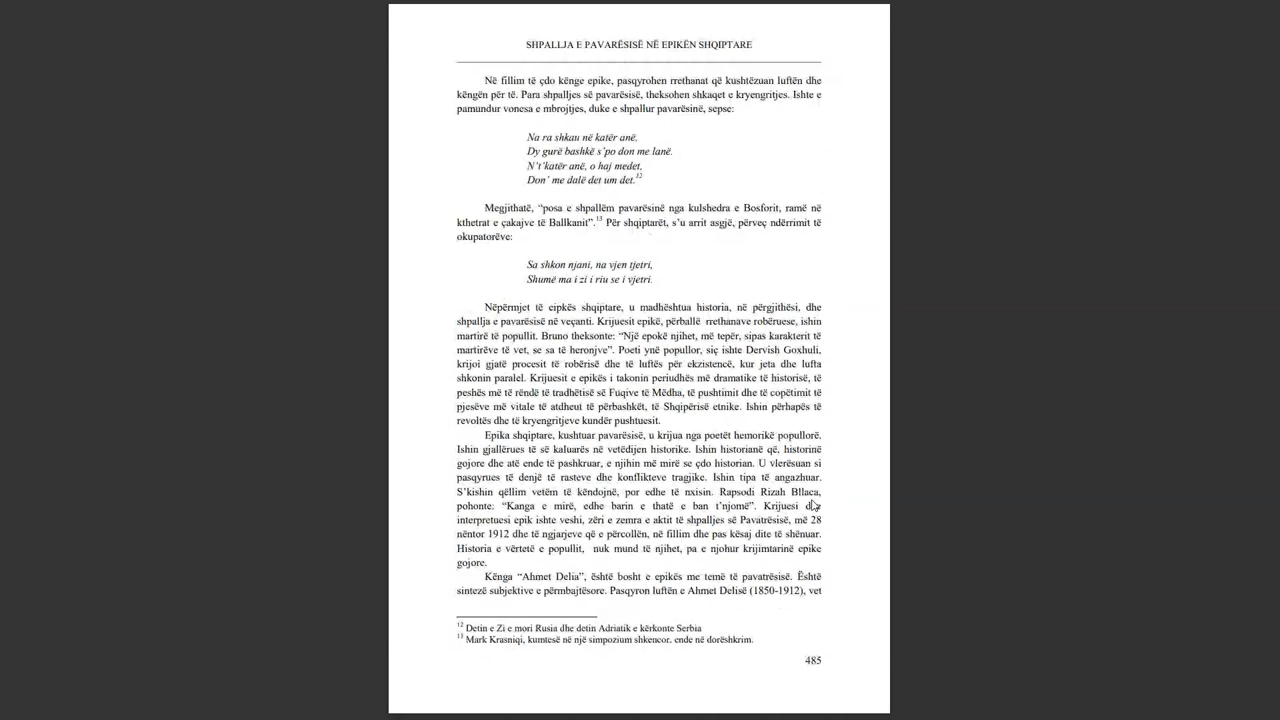 SHPALLJA E PAVARËSISË NË EPIKËN SHQIPTARE
Në fillim të çdo kënge epike, pasqyrohen rrethanat që kushtëzuan luftën dhe
këngën për të. Para shpalljes së pavarësisë, theksohen shkaqet e kryengritjes. Ishte e
pamundur vonesa e mbrojtjes, duke e shpallur pavarësinë, sepse:
Na ra shkau në katër anë,
Dy gurë bashkë s’po don me lanë.
N’t’katër anë, o haj medet,
Don’ me dalë det um det.12
Megjithatë, “posa e shpallëm pavarësinë nga kulshedra e Bosforit, ramë në
kthetrat e çakajve të Ballkanit”.13 Për shqiptarët, s’u arrit asgjë, përveç ndërrimit të
okupatorëve:
Sa shkon njani, na vjen tjetri,
Shumë ma i zi i riu se i vjetri.
Nëpërmjet të eipkës shqiptare, u madhështua historia, në përgjithësi, dhe
shpallja e pavarësisë në veçanti. Krijuesit epikë, përballë rrethanave robëruese, ishin
martirë të popullit. Bruno theksonte: “Një epokë njihet, më tepër, sipas karakterit të
martirëve të vet, se sa të heronjve”. Poeti ynë popullor, siç ishte Dervish Goxhuli,
krijoi gjatë procesit të robërisë dhe të luftës për ekzistencë, kur jeta dhe lufta
shkonin paralel. Krijuesit e epikës i takonin periudhës më dramatike të historisë, të
peshës më të rëndë të tradhëtisë së Fuqive të Mëdha, të pushtimit dhe të copëtimit të
pjesëve më vitale të atdheut të përbashkët, të Shqipërisë etnike. Ishin përhapës të
revoltës dhe të kryengritjeve kundër pushtuesit.
Epika shqiptare, kushtuar pavarësisë, u krijua nga poetët hemorikë popullorë.
Ishin gjallërues të së kaluarës në vetëdijen historike. Ishin historianë që, historinë
gojore dhe atë ende të pashkruar, e njihin më mirë se çdo historian. U vlerësuan si
pasqyrues të denjë të rasteve dhe konflikteve tragjike. Ishin tipa të angazhuar.
S’kishin qëllim vetëm të këndojnë, por edhe të nxisin. Rapsodi Rizah Bllaca,
pohonte: “Kanga e mirë, edhe barin e thatë e ban t’njomë”. Krijuesi dhe
interpretuesi epik ishte veshi, zëri e zemra e aktit të shpalljes së Pavatrësisë, më 28
nëntor 1912 dhe të ngjarjeve që e përcollën, në fillim dhe pas kësaj dite të shënuar.
Historia e vërtetë e popullit, nuk mund të njihet, pa e njohur krijimtarinë epike
gojore.
Kënga “Ahmet Delia”, është bosht e epikës me temë të pavatrësisë. Është
sintezë subjektive e përmbajtësore. Pasqyron luftën e Ahmet Delisë (1850-1912), vet
12 Detin e Zi e mori Rusia dhe detin Adriatik e kërkonte Serbia
13 Mark Krasniqi, kumtesë në një simpozium shkencor, ende në dorëshkrim.
485